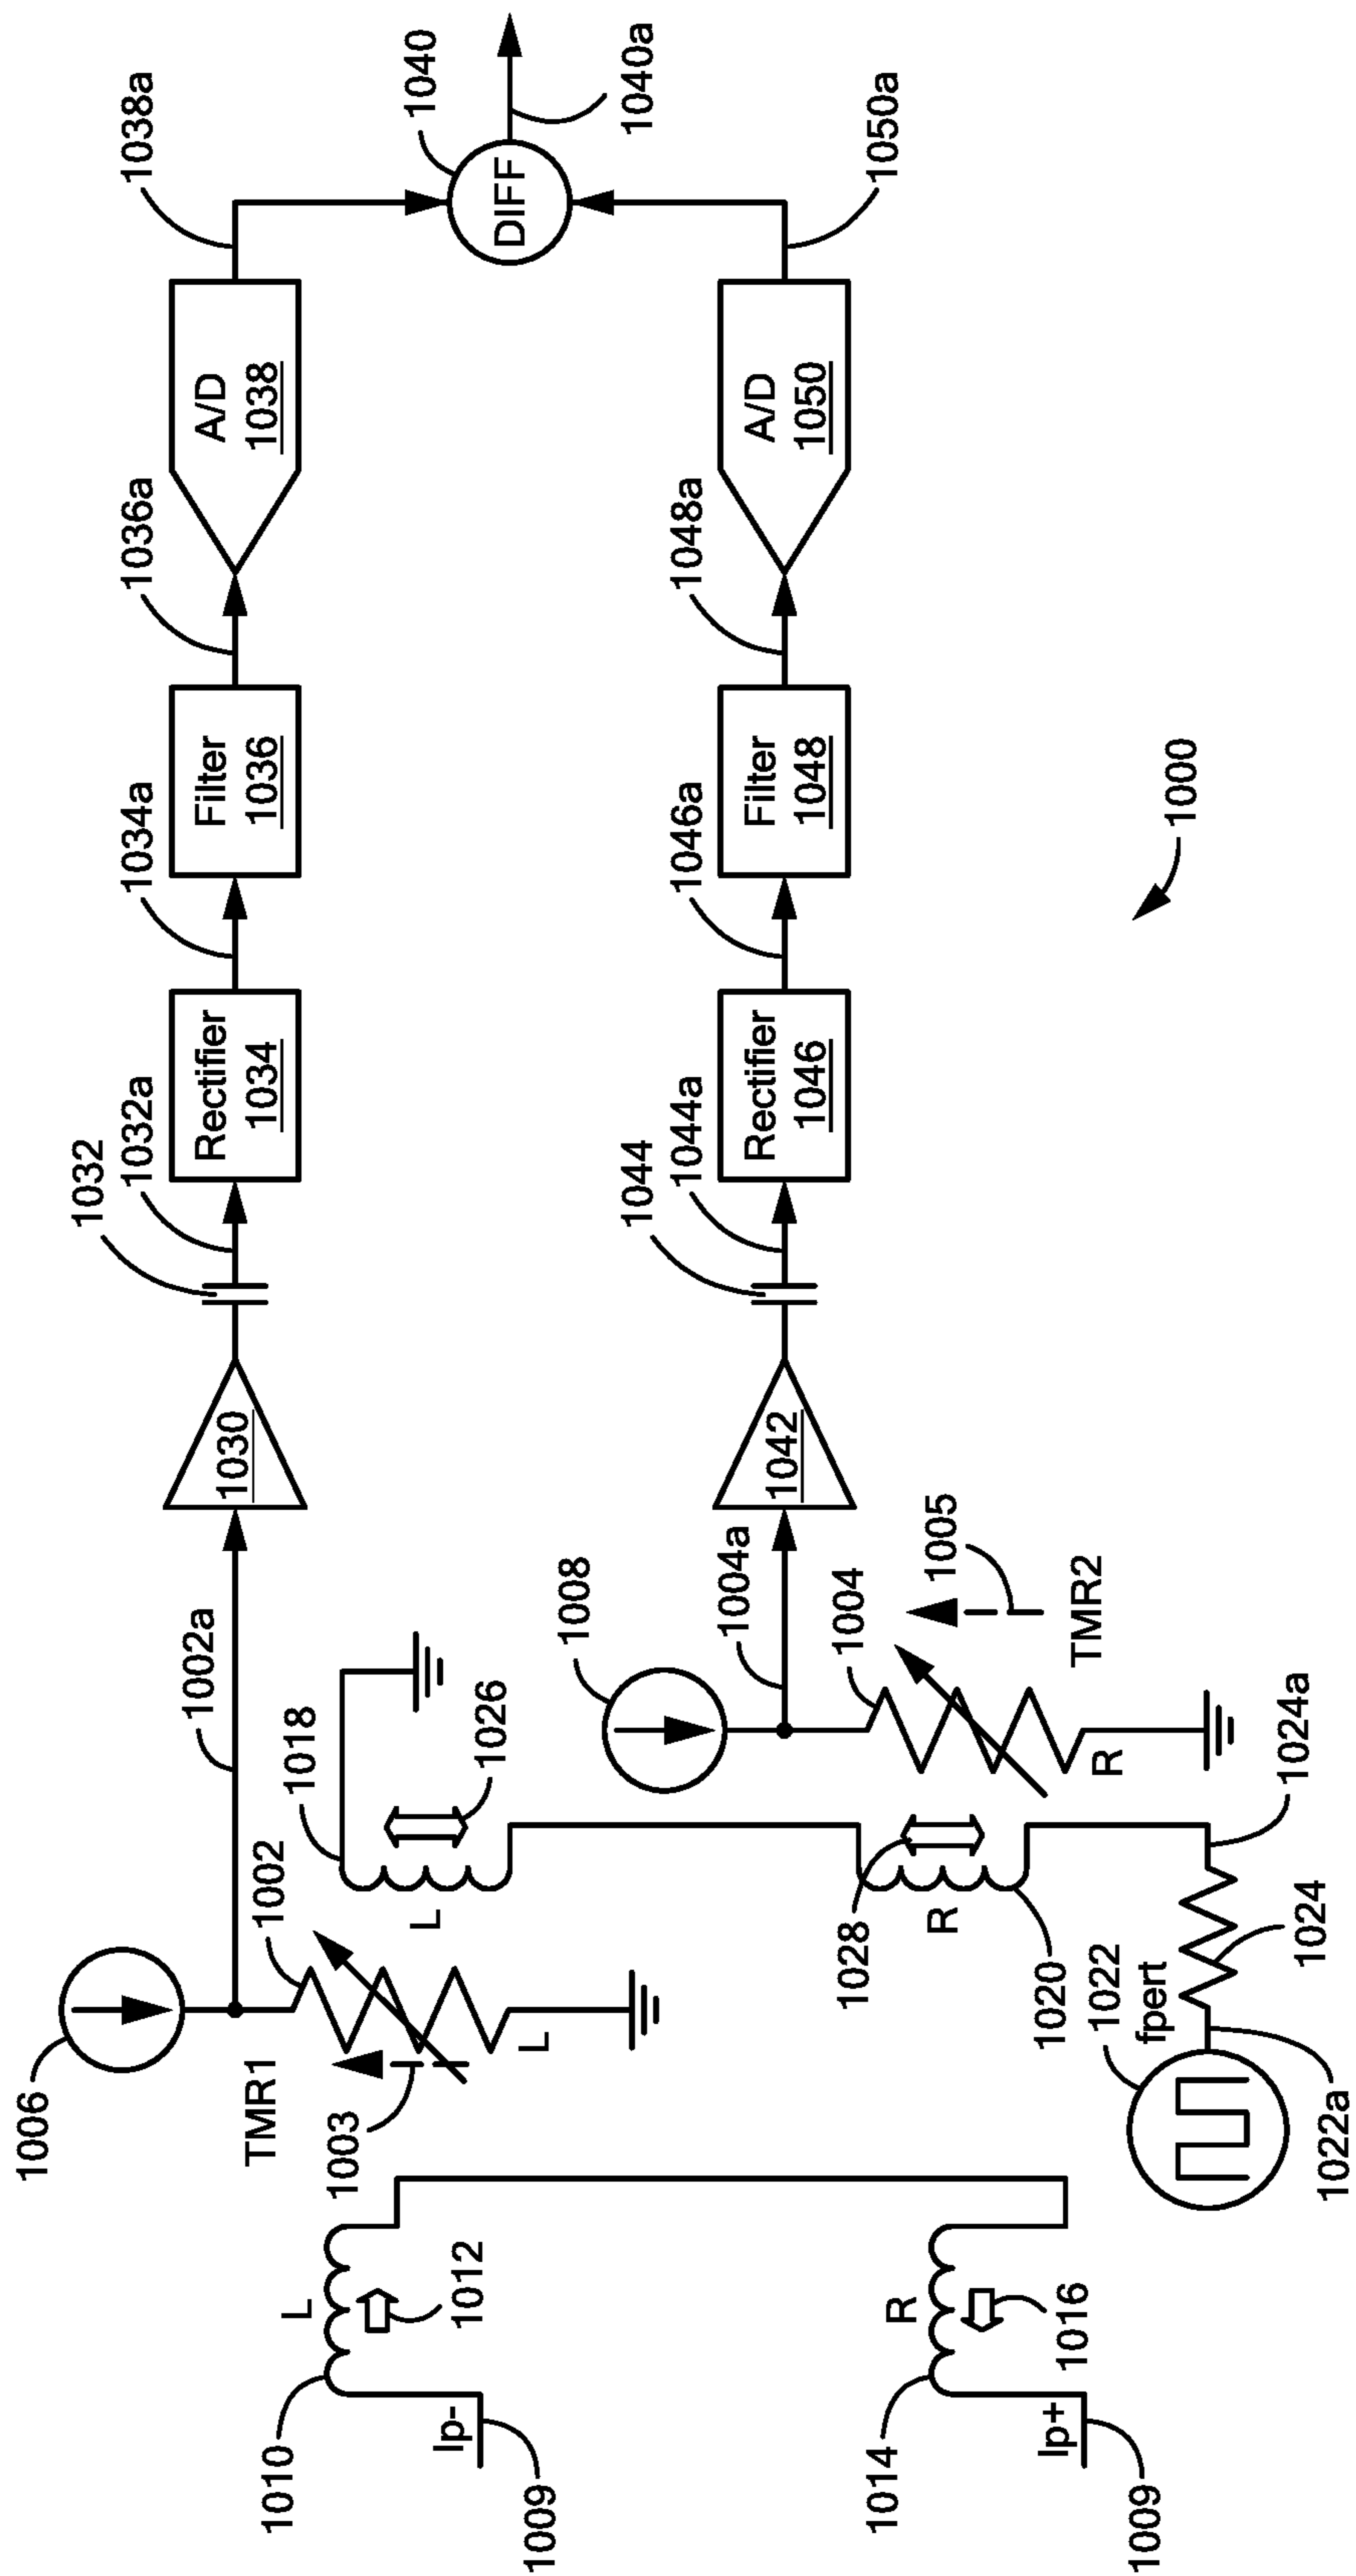 1006
1002a
1030
1032
1032a
Rectifier
1034
1034a
Filter
1036
1036a
A/D
1038
1038a
DIFF
1040
1040a
TMR1
1003
1002
L
1018
L
1026
1010
L
1012
Ip-
1009
1008
1004a
1042
1044
1044a
Rectifier
1046
1046a
Filter
1048
1048a
A/D
1050
1050a
1004
R
1005
TMR2
1028
R
1020
1014
R
1016
Ip+
1009
1022
fpert
1022a
1024
1024a
1000